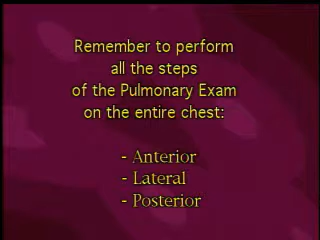 Remember to perform
all the steps
of the Pulmonary Exam
on the entire chest:
- Anterior
- Lateral
- Posterior